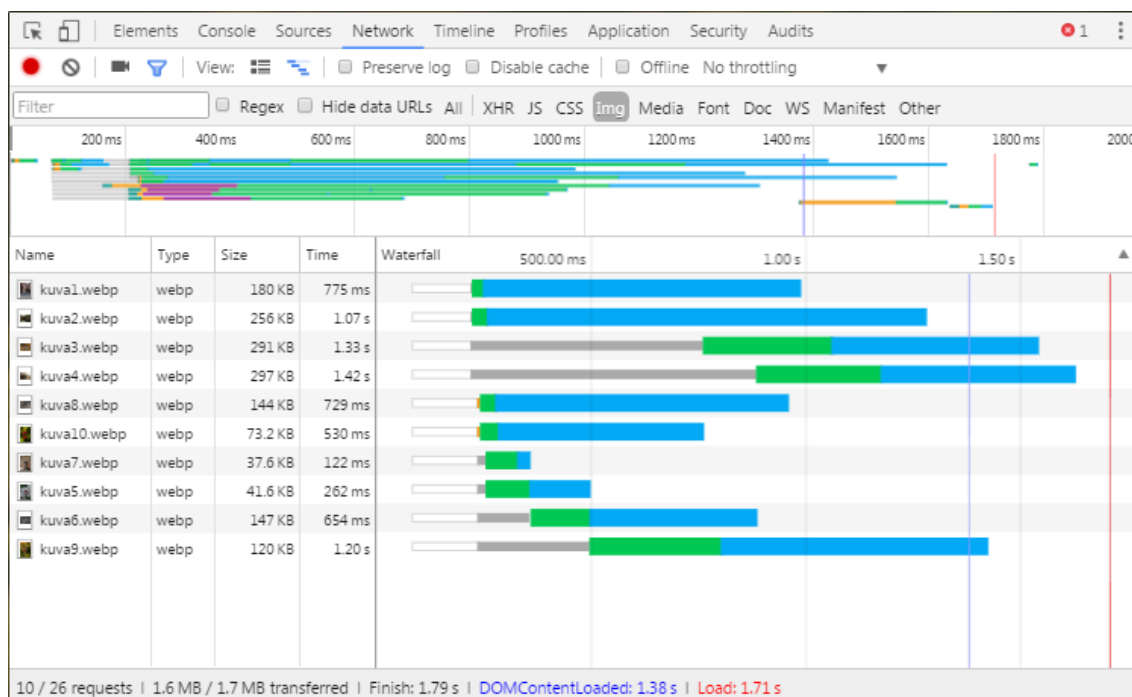 Elements Console Sources Network Timeline Profiles Application Security Audits 1
View: Preserve log Disable cache Offline No throttling
Filter Regex Hide data URLs All XHR JS CSS Img Media Font Doc WS Manifest Other
200 ms 400 ms 600 ms 800 ms 1000 ms 1200 ms 1400 ms 1600 ms 1800 ms 2000
Name Type Size Time Waterfall 500.00 ms 1.00 s 1.50 s
kuva1.webp webp 180 KB 775 ms
kuva2.webp webp 256 KB 1.07 s
kuva3.webp webp 291 KB 1.33 s
kuva4.webp webp 297 KB 1.42 s
kuva8.webp webp 144 KB 729 ms
kuva10.webp webp 73.2 KB 530 ms
kuva7.webp webp 37.6 KB 122 ms
kuva5.webp webp 41.6 KB 262 ms
kuva6.webp webp 147 KB 654 ms
kuva9.webp webp 120 KB 1.20 s
10 / 26 requests | 1.6 MB / 1.7 MB transferred | Finish: 1.79 s | DOMContentLoaded: 1.38 s | Load: 1.71 s